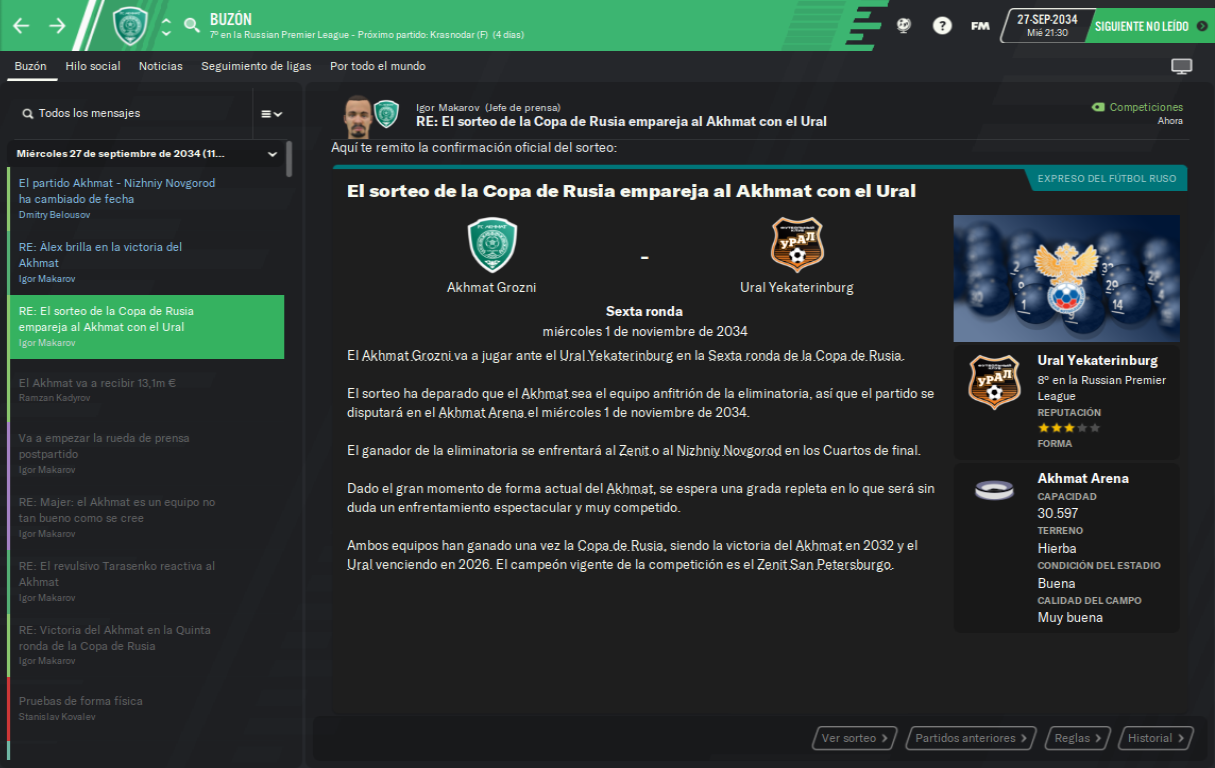 BUZÓN
7º en la Russian Premier League - Próximo partido: Krasnodar (F) (4 días)
FM
27-SEP-2034
Mié 21:30
SIGUIENTE NO LEÍDO
Buzón
Hilo social
Noticias
Seguimiento de ligas
Por todo el mundo
Todos los mensajes
Miércoles 27 de septiembre de 2034 (11...
El partido Akhmat - Nizhniy Novgorod
ha cambiado de fecha
Dmitry Belousov
RE: Àlex brilla en la victoria del
Akhmat
Igor Makarov
RE: El sorteo de la Copa de Rusia
empareja al Akhmat con el Ural
Igor Makarov
El Akhmat va a recibir 13,1m €
Ramzan Kadyrov
Va a empezar la rueda de prensa
postpartido
Igor Makarov
RE: Majer: el Akhmat es un equipo no
tan bueno como se cree
Igor Makarov
RE: El revulsivo Tarasenko reactiva al
Akhmat
Igor Makarov
RE: Victoria del Akhmat en la Quinta
ronda de la Copa de Rusia
Igor Makarov
Pruebas de forma física
Stanislav Kovalev
Igor Makarov (Jefe de prensa)
RE: El sorteo de la Copa de Rusia empareja al Akhmat con el Ural
Competiciones
Ahora
Aquí te remito la confirmación oficial del sorteo:
EXPRESO DEL FÚTBOL RUSO
El sorteo de la Copa de Rusia empareja al Akhmat con el Ural
УРАЛ
-
Akhmat Grozni
Ural Yekaterinburg
Sexta ronda
miércoles 1 de noviembre de 2034
El Akhmat Grozni va a jugar ante el Ural Yekaterinburg en la Sexta ronda de la Copa de Rusia.
El sorteo ha deparado que el Akhmat sea el equipo anfitrión de la eliminatoria, así que el partido se
disputará en el Akhmat Arena el miércoles 1 de noviembre de 2034.
El ganador de la eliminatoria se enfrentará al Zenit o al Nizhniy Novgorod en los Cuartos de final.
Dado el gran momento de forma actual del Akhmat, se espera una grada repleta en lo que será sin
duda un enfrentamiento espectacular y muy competido.
Ambos equipos han ganado una vez la Copa de Rusia, siendo la victoria del Akhmat en 2032 y el
Ural venciendo en 2026. El campeón vigente de la competición es el Zenit San Petersburgo.
УРАЛ
Ural Yekaterinburg
8º en la Russian Premier
League
REPUTACIÓN
FORMA
Akhmat Arena
CAPACIDAD
30.597
TERRENO
Hierba
CONDICIÓN DEL ESTADIO
Buena
CALIDAD DEL CAMPO
Muy buena
Ver sorteo
Partidos anteriores
Reglas
Historial